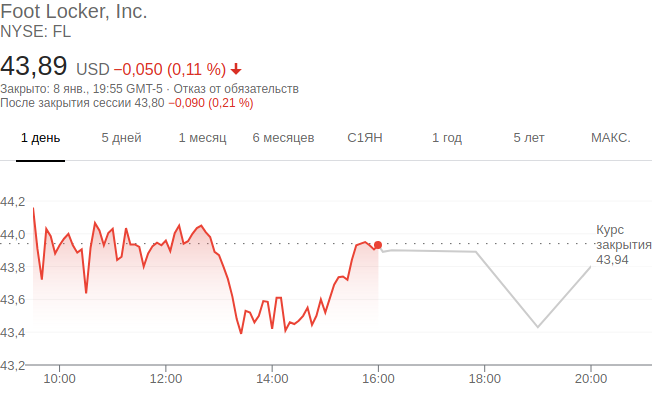 Foot Locker, Inc.
NYSE: FL
43,89 USD −0,050 (0,11 %)
Закрыто: 8 янв., 19:55 GMT-5 · Отказ от обязательств
После закрытия сессии 43,80 −0,090 (0,21 %)
1 день 5 дней 1 месяц 6 месяцев С1ЯН 1 год 5 лет МАКС.
44,2
44,0
43,8
43,6
43,4
43,2
Курс
закрытия
43,94
10:00 12:00 14:00 16:00 18:00 20:00